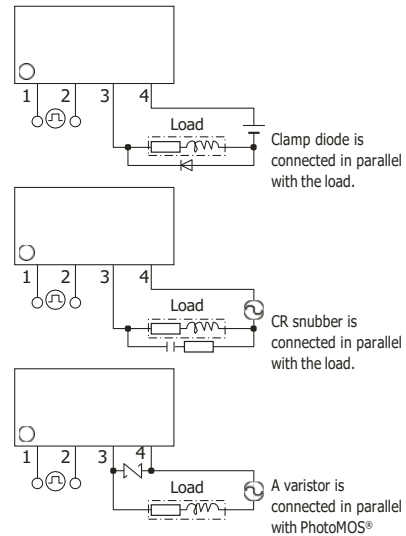 1 2 3 4
Load
Clamp diode is
connected in parallel
with the load.
1 2 3 4
Load
CR snubber is
connected in parallel
with the load.
1 2 3 4
Load
A varistor is
connected in parallel
with PhotoMOS®